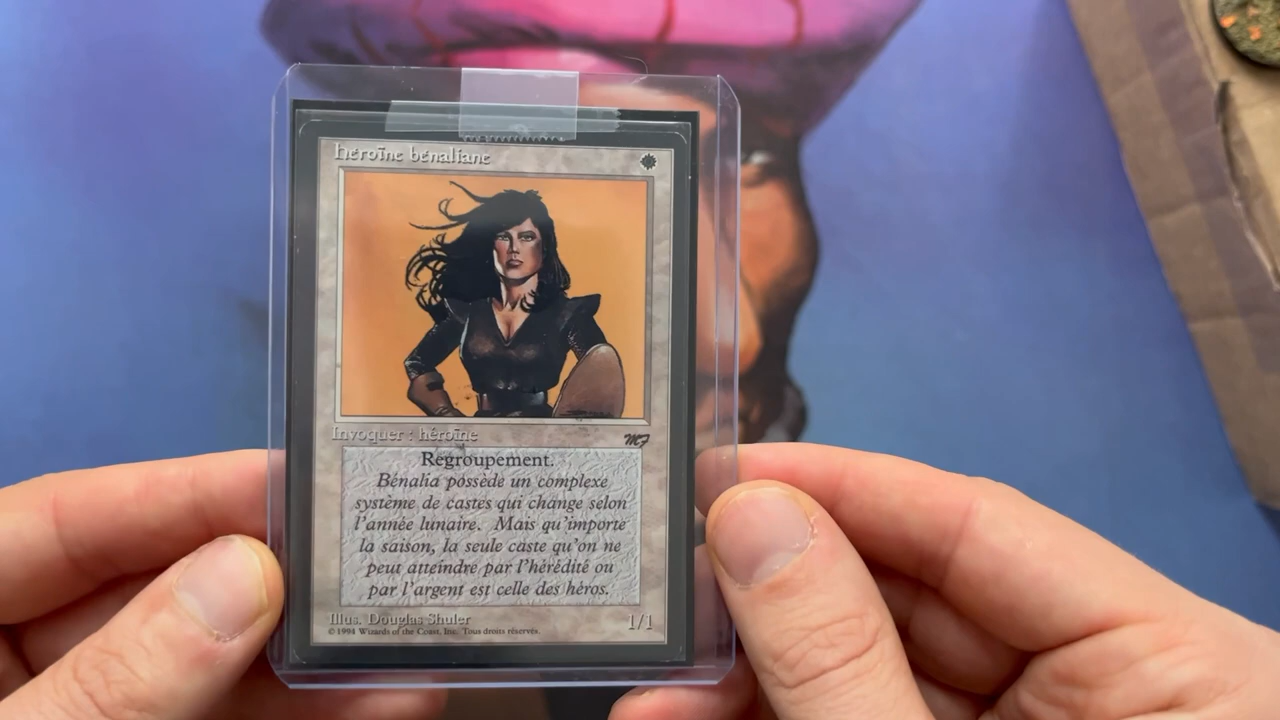 héroïne bénaliane
Invoquer : héroïne
MF
Regroupement.
Bénalia possède un complexe
système de castes qui change selon
l'année lunaire. Mais qu'importe
la saison, la seule caste qu'on ne
peut atteindre par l'hérédité ou
par l'argent est celle des héros.
Illus. Douglas Shuler
1/1
© 1994 Wizards of the Coast, Inc. Tous droits réservés.